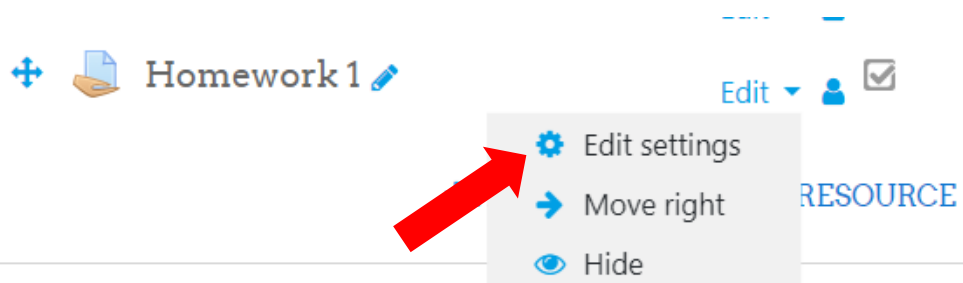 Homework 1
Edit
Edit settings
Move right
RESOURCE
Hide